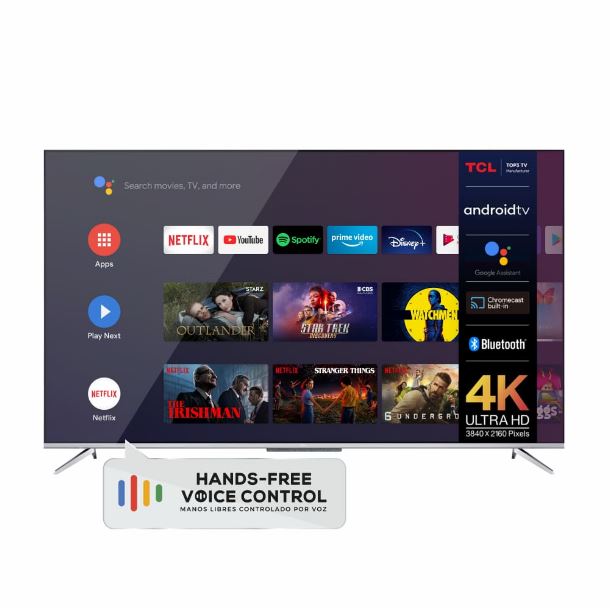 Search movies, TV, and more
Apps
Play Next
NETFLIX
Netflix
NETFLIX
YouTube
Spotify
prime video
Disney+
STARZ
OUTLANDER
CBS
STAR TREK
DISCOVERY
WATCHMEN
NETFLIX
THE
IRISHMAN
NETFLIX
STRANGER THINGS
NETFLIX
6 UNDERGRO
TCL
TOP3 TV
Manufacturer
androidtv
Google Assistant
Chromecast
built-in
Bluetooth®
4K
ULTRA HD
3840 X 2160 Pixels
ggs
HANDS-FREE
VOICE CONTROL
MANOS LIBRES CONTROLADO POR VOZ